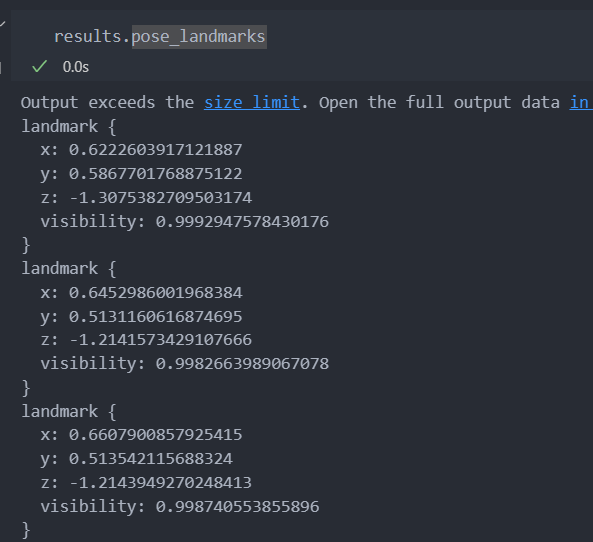 results.pose_landmarks
0.0s
Output exceeds the size limit. Open the full output data in
landmark {
  x: 0.6222603917121887
  y: 0.5867701768875122
  z: -1.3075382709503174
  visibility: 0.9992947578430176
}
landmark {
  x: 0.6452986001968384
  y: 0.5131160616874695
  z: -1.2141573429107666
  visibility: 0.9982663989067078
}
landmark {
  x: 0.6607900857925415
  y: 0.513542115688324
  z: -1.2143949270248413
  visibility: 0.998740553855896
}